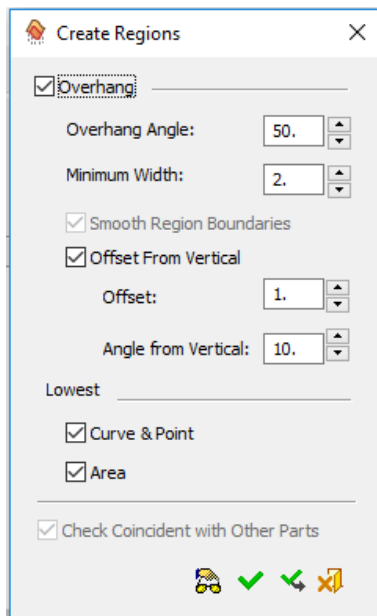 Create Regions
Overhang
Overhang Angle: 50.
Minimum Width: 2.
Smooth Region Boundaries
Offset From Vertical
Offset: 1.
Angle from Vertical: 10.
Lowest
Curve & Point
Area
Check Coincident with Other Parts